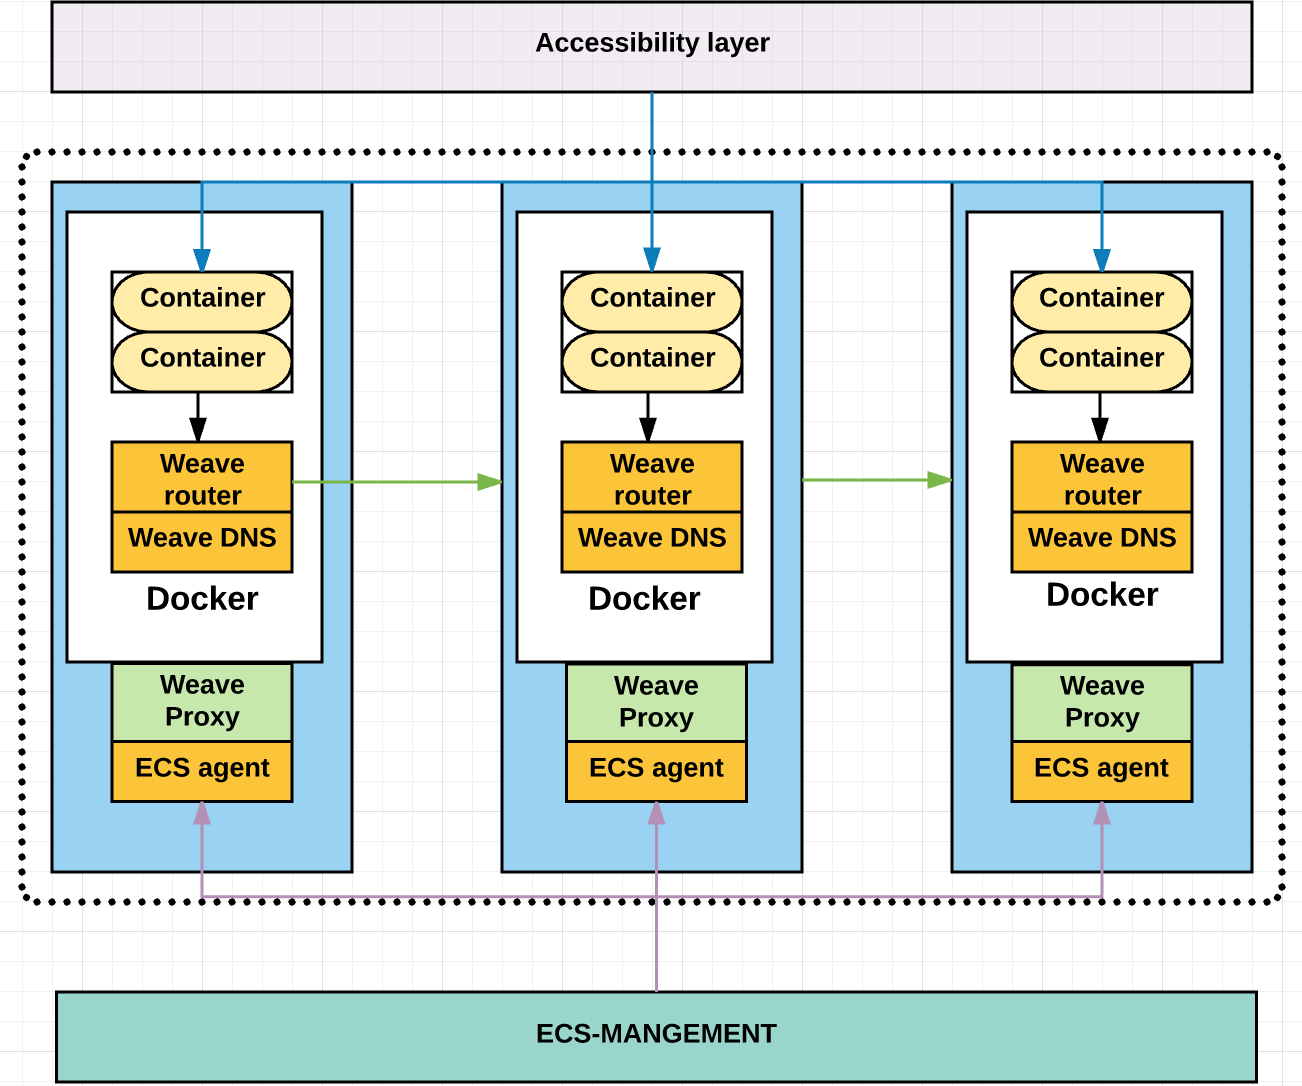 Accessibility layer
Container
Container
Weave
router
Weave DNS
Docker
Weave
Proxy
ECS agent
Container
Container
Weave
router
Weave DNS
Docker
Weave
Proxy
ECS agent
Container
Container
Weave
router
Weave DNS
Docker
Weave
Proxy
ECS agent
ECS-MANGEMENT